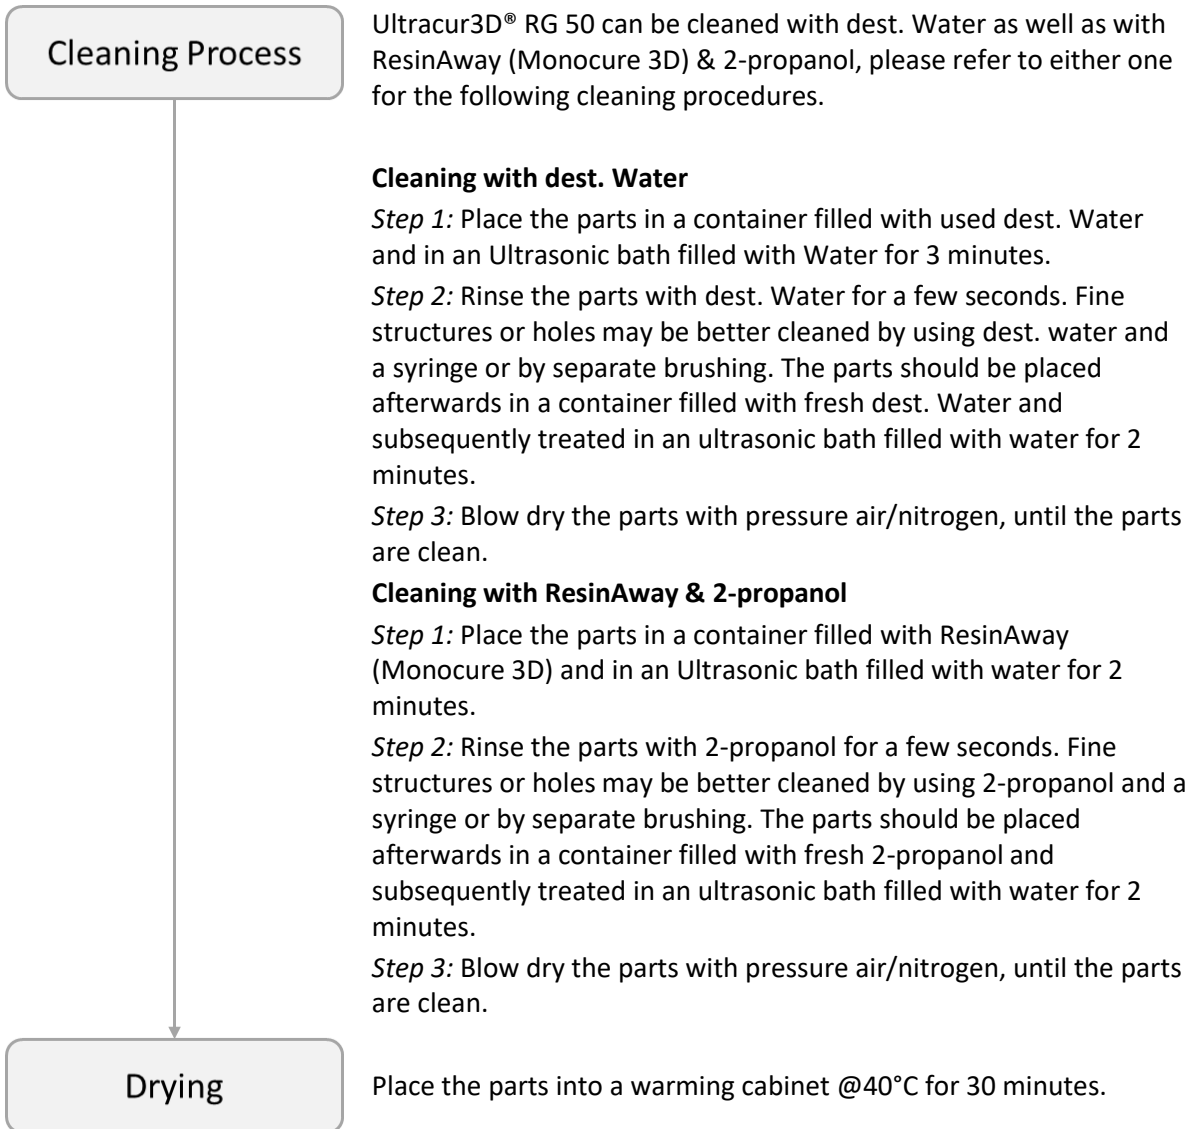 Cleaning Process
Ultracur3D® RG 50 can be cleaned with dest. Water as well as with
ResinAway (Monocure 3D) & 2-propanol, please refer to either one
for the following cleaning procedures.
Cleaning with dest. Water
Step 1: Place the parts in a container filled with used dest. Water
and in an Ultrasonic bath filled with Water for 3 minutes.
Step 2: Rinse the parts with dest. Water for a few seconds. Fine
structures or holes may be better cleaned by using dest. water and
a syringe or by separate brushing. The parts should be placed
afterwards in a container filled with fresh dest. Water and
subsequently treated in an ultrasonic bath filled with water for 2
minutes.
Step 3: Blow dry the parts with pressure air/nitrogen, until the parts
are clean.
Cleaning with ResinAway & 2-propanol
Step 1: Place the parts in a container filled with ResinAway
(Monocure 3D) and in an Ultrasonic bath filled with water for 2
minutes.
Step 2: Rinse the parts with 2-propanol for a few seconds. Fine
structures or holes may be better cleaned by using 2-propanol and a
syringe or by separate brushing. The parts should be placed
afterwards in a container filled with fresh 2-propanol and
subsequently treated in an ultrasonic bath filled with water for 2
minutes.
Step 3: Blow dry the parts with pressure air/nitrogen, until the parts
are clean.
Drying
Place the parts into a warming cabinet @40°C for 30 minutes.